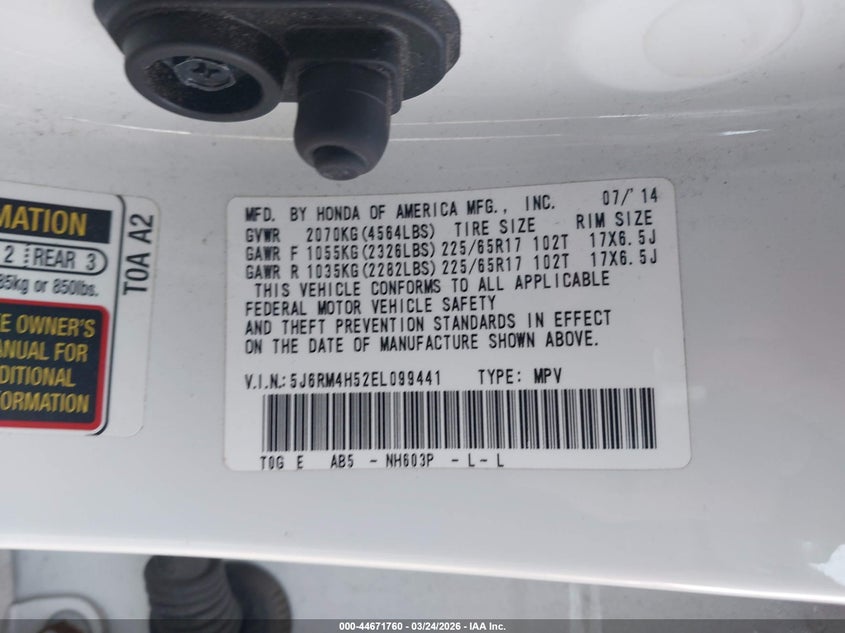 MATION
2 REAR 3
85kg or 850lbs.
E OWNER'S
ANUAL FOR
DITIONAL
FORMATION
TOA A2
MFD. BY HONDA OF AMERICA MFG., INC. 07/'14
GVWR 2070KG(4564LBS) TIRE SIZE RIM SIZE
GAWR F 1055KG(2326LBS) 225/65R17 102T 17X6.5J
GAWR R 1035KG(2282LBS) 225/65R17 102T 17X6.5J
THIS VEHICLE CONFORMS TO ALL APPLICABLE
FEDERAL MOTOR VEHICLE SAFETY
AND THEFT PREVENTION STANDARDS IN EFFECT
ON THE DATE OF MANUFACTURE SHOWN ABOVE.
V.I.N.: 5J6RM4H52EL099441 TYPE: MPV
T0G E AB5 - NH603P - L - L
000-44671760 - 03/24/2026 - IAA Inc.